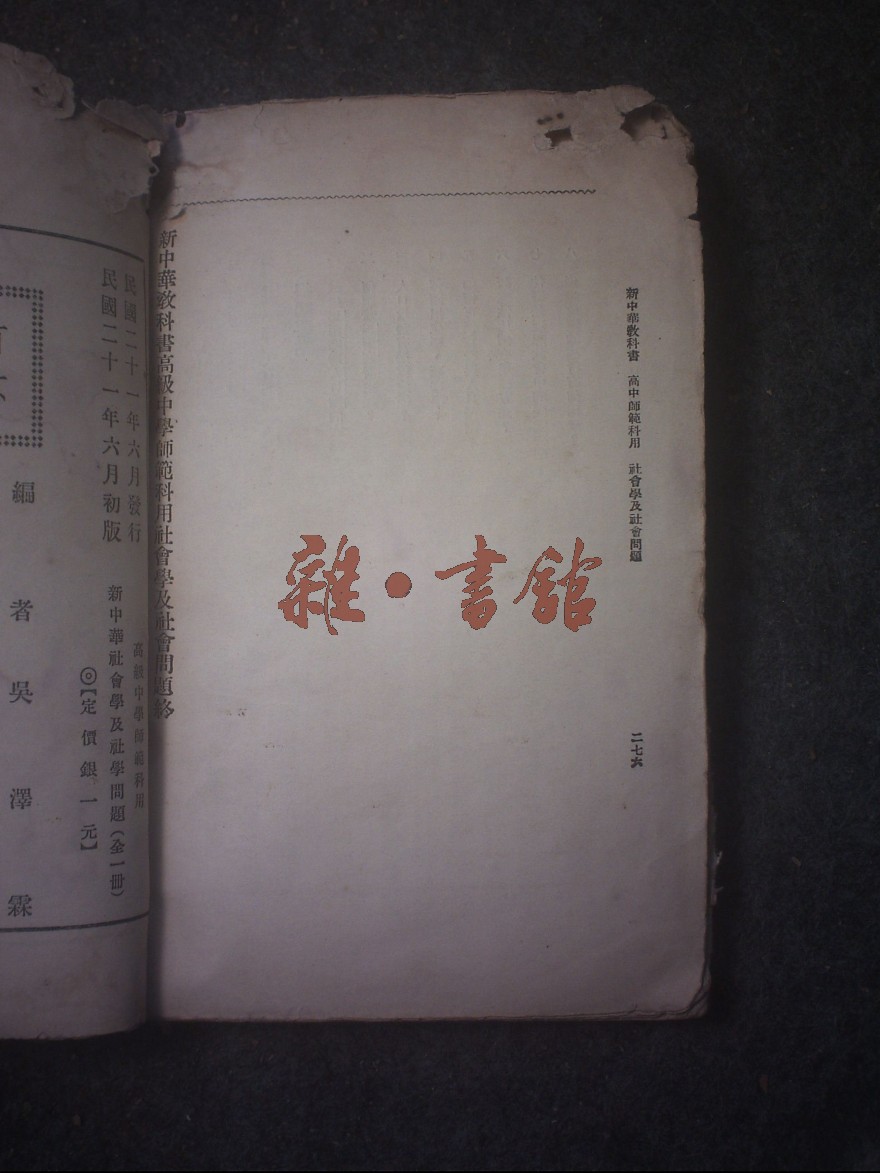 新中華教科書　高中師範科用　社會學及社會問題
二七六
新中華教科書高級中學師範科用社會學及社會問題終
雜•書館
民國二十一年六月發行
民國二十一年六月初版
高級中學師範科用
新中華社會學及社學問題（全一冊）
◎【定價銀一元】
編者吳澤霖